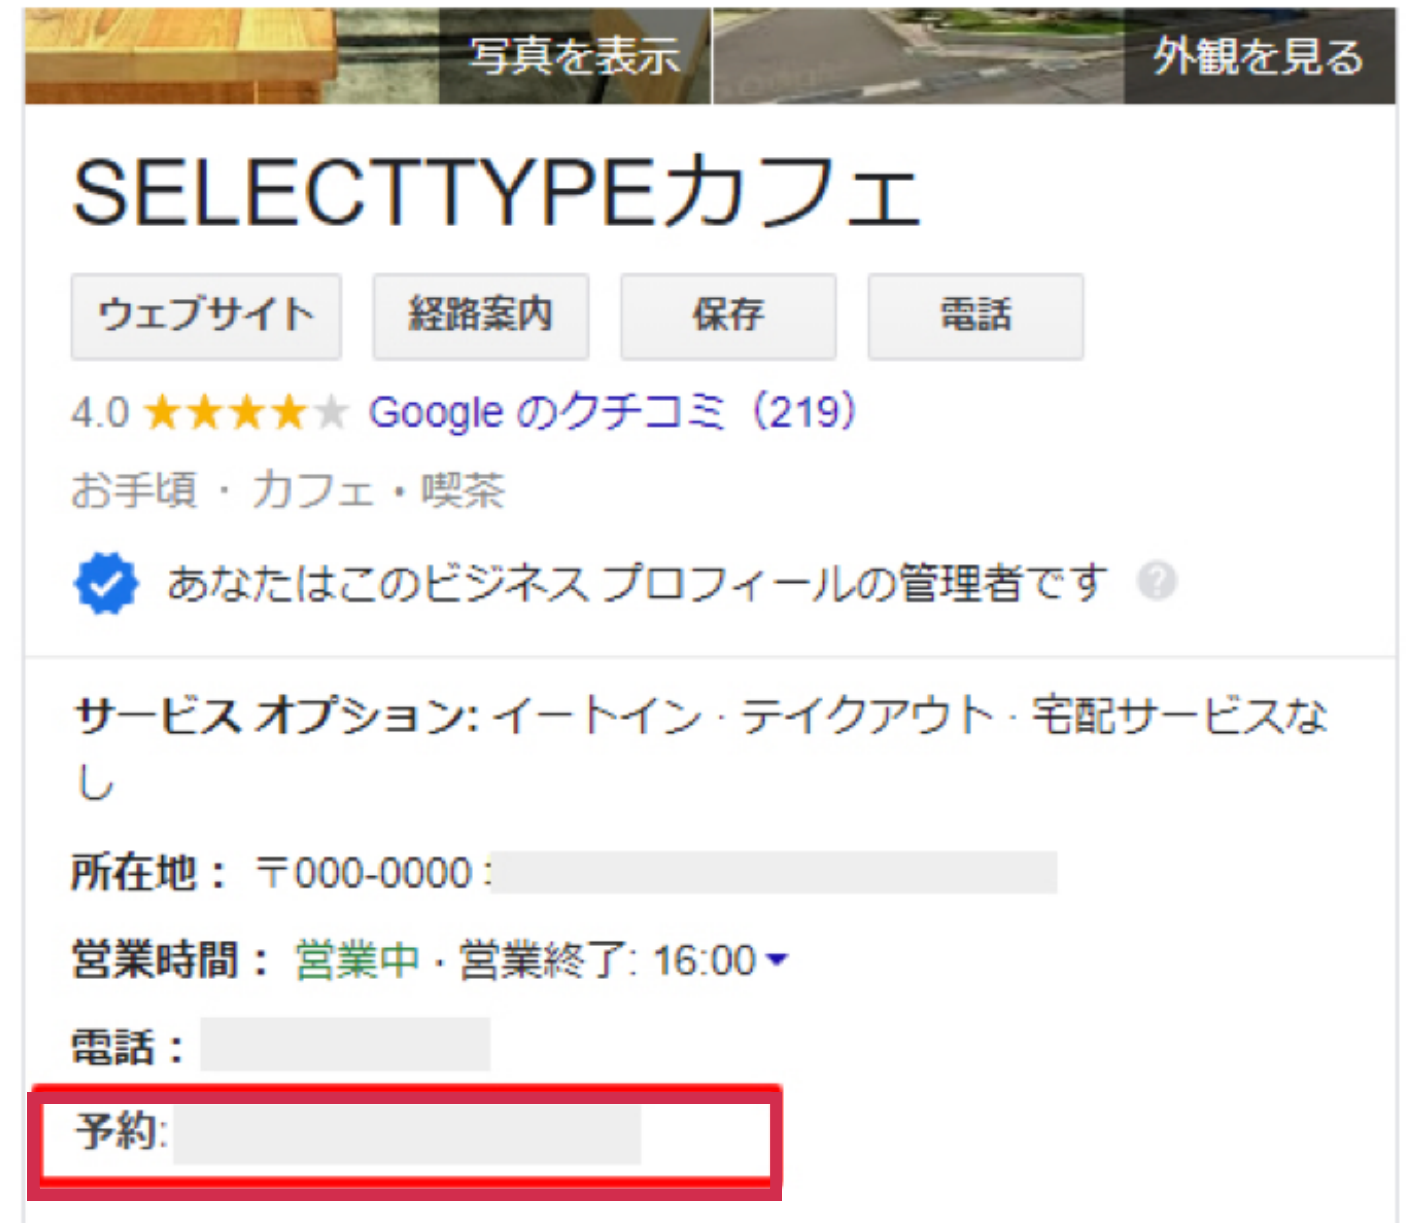 写真を表示
外観を見る
SELECTTYPEカフェ
ウェブサイト
経路案内
保存
電話
4.0 ★★★★★ Google のクチコミ（219）
お手頃 · カフェ・喫茶
あなたはこのビジネス プロフィールの管理者です ?
サービス オプション: イートイン · テイクアウト · 宅配サービスな
し
所在地： 〒000-0000
営業時間： 営業中 · 営業終了: 16:00
電話：
予約: